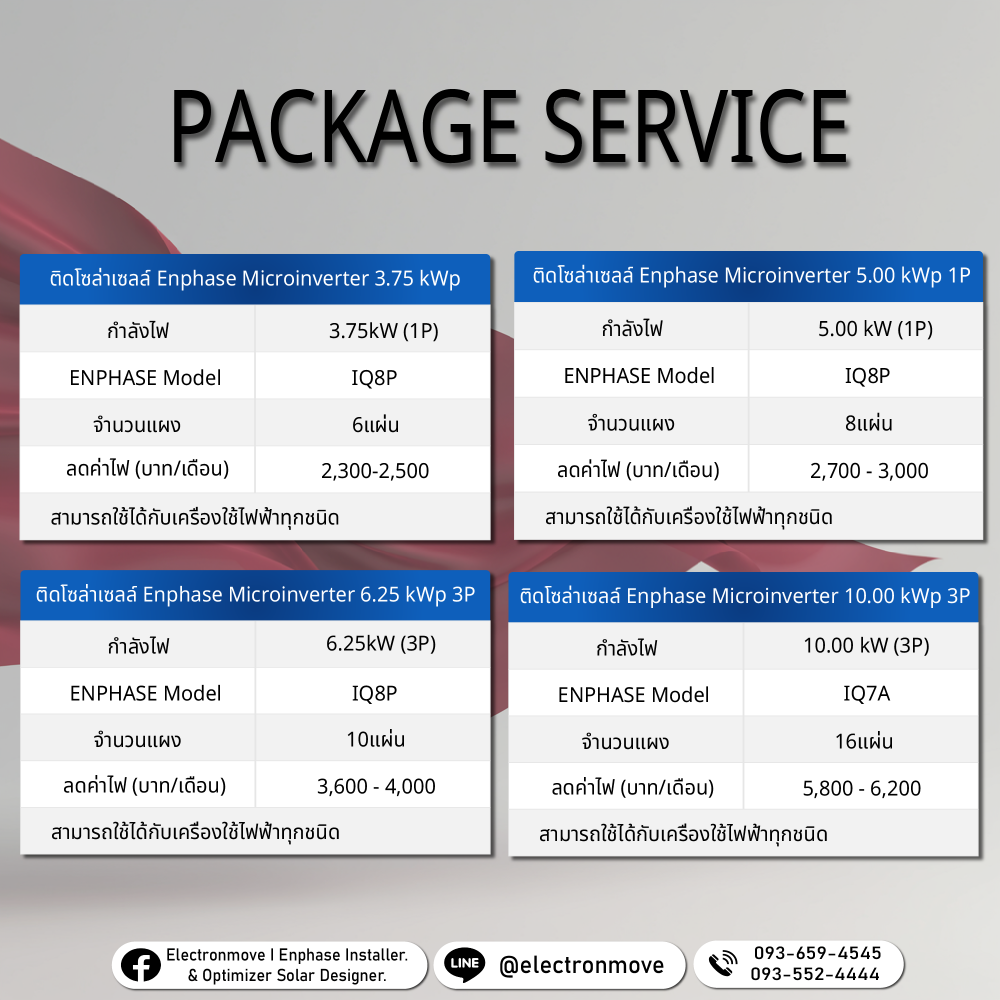 PACKAGE SERVICE
ติดโซล่าเซลล์ Enphase Microinverter 3.75 kWp
กำลังไฟ 3.75kW (1P)
ENPHASE Model IQ8P
จำนวนแผง 6แผ่น
ลดค่าไฟ (บาท/เดือน) 2,300-2,500
สามารถใช้ได้กับเครื่องใช้ไฟฟ้าทุกชนิด
ติดโซล่าเซลล์ Enphase Microinverter 5.00 kWp 1P
กำลังไฟ 5.00 kW (1P)
ENPHASE Model IQ8P
จำนวนแผง 8แผ่น
ลดค่าไฟ (บาท/เดือน) 2,700 - 3,000
สามารถใช้ได้กับเครื่องใช้ไฟฟ้าทุกชนิด
ติดโซล่าเซลล์ Enphase Microinverter 6.25 kWp 3P
กำลังไฟ 6.25kW (3P)
ENPHASE Model IQ8P
จำนวนแผง 10แผ่น
ลดค่าไฟ (บาท/เดือน) 3,600 - 4,000
สามารถใช้ได้กับเครื่องใช้ไฟฟ้าทุกชนิด
ติดโซล่าเซลล์ Enphase Microinverter 10.00 kWp 3P
กำลังไฟ 10.00 kW (3P)
ENPHASE Model IQ7A
จำนวนแผง 16แผ่น
ลดค่าไฟ (บาท/เดือน) 5,800 - 6,200
สามารถใช้ได้กับเครื่องใช้ไฟฟ้าทุกชนิด
Electronmove I Enphase Installer.
& Optimizer Solar Designer.
LINE @electronmove
093-659-4545
093-552-4444